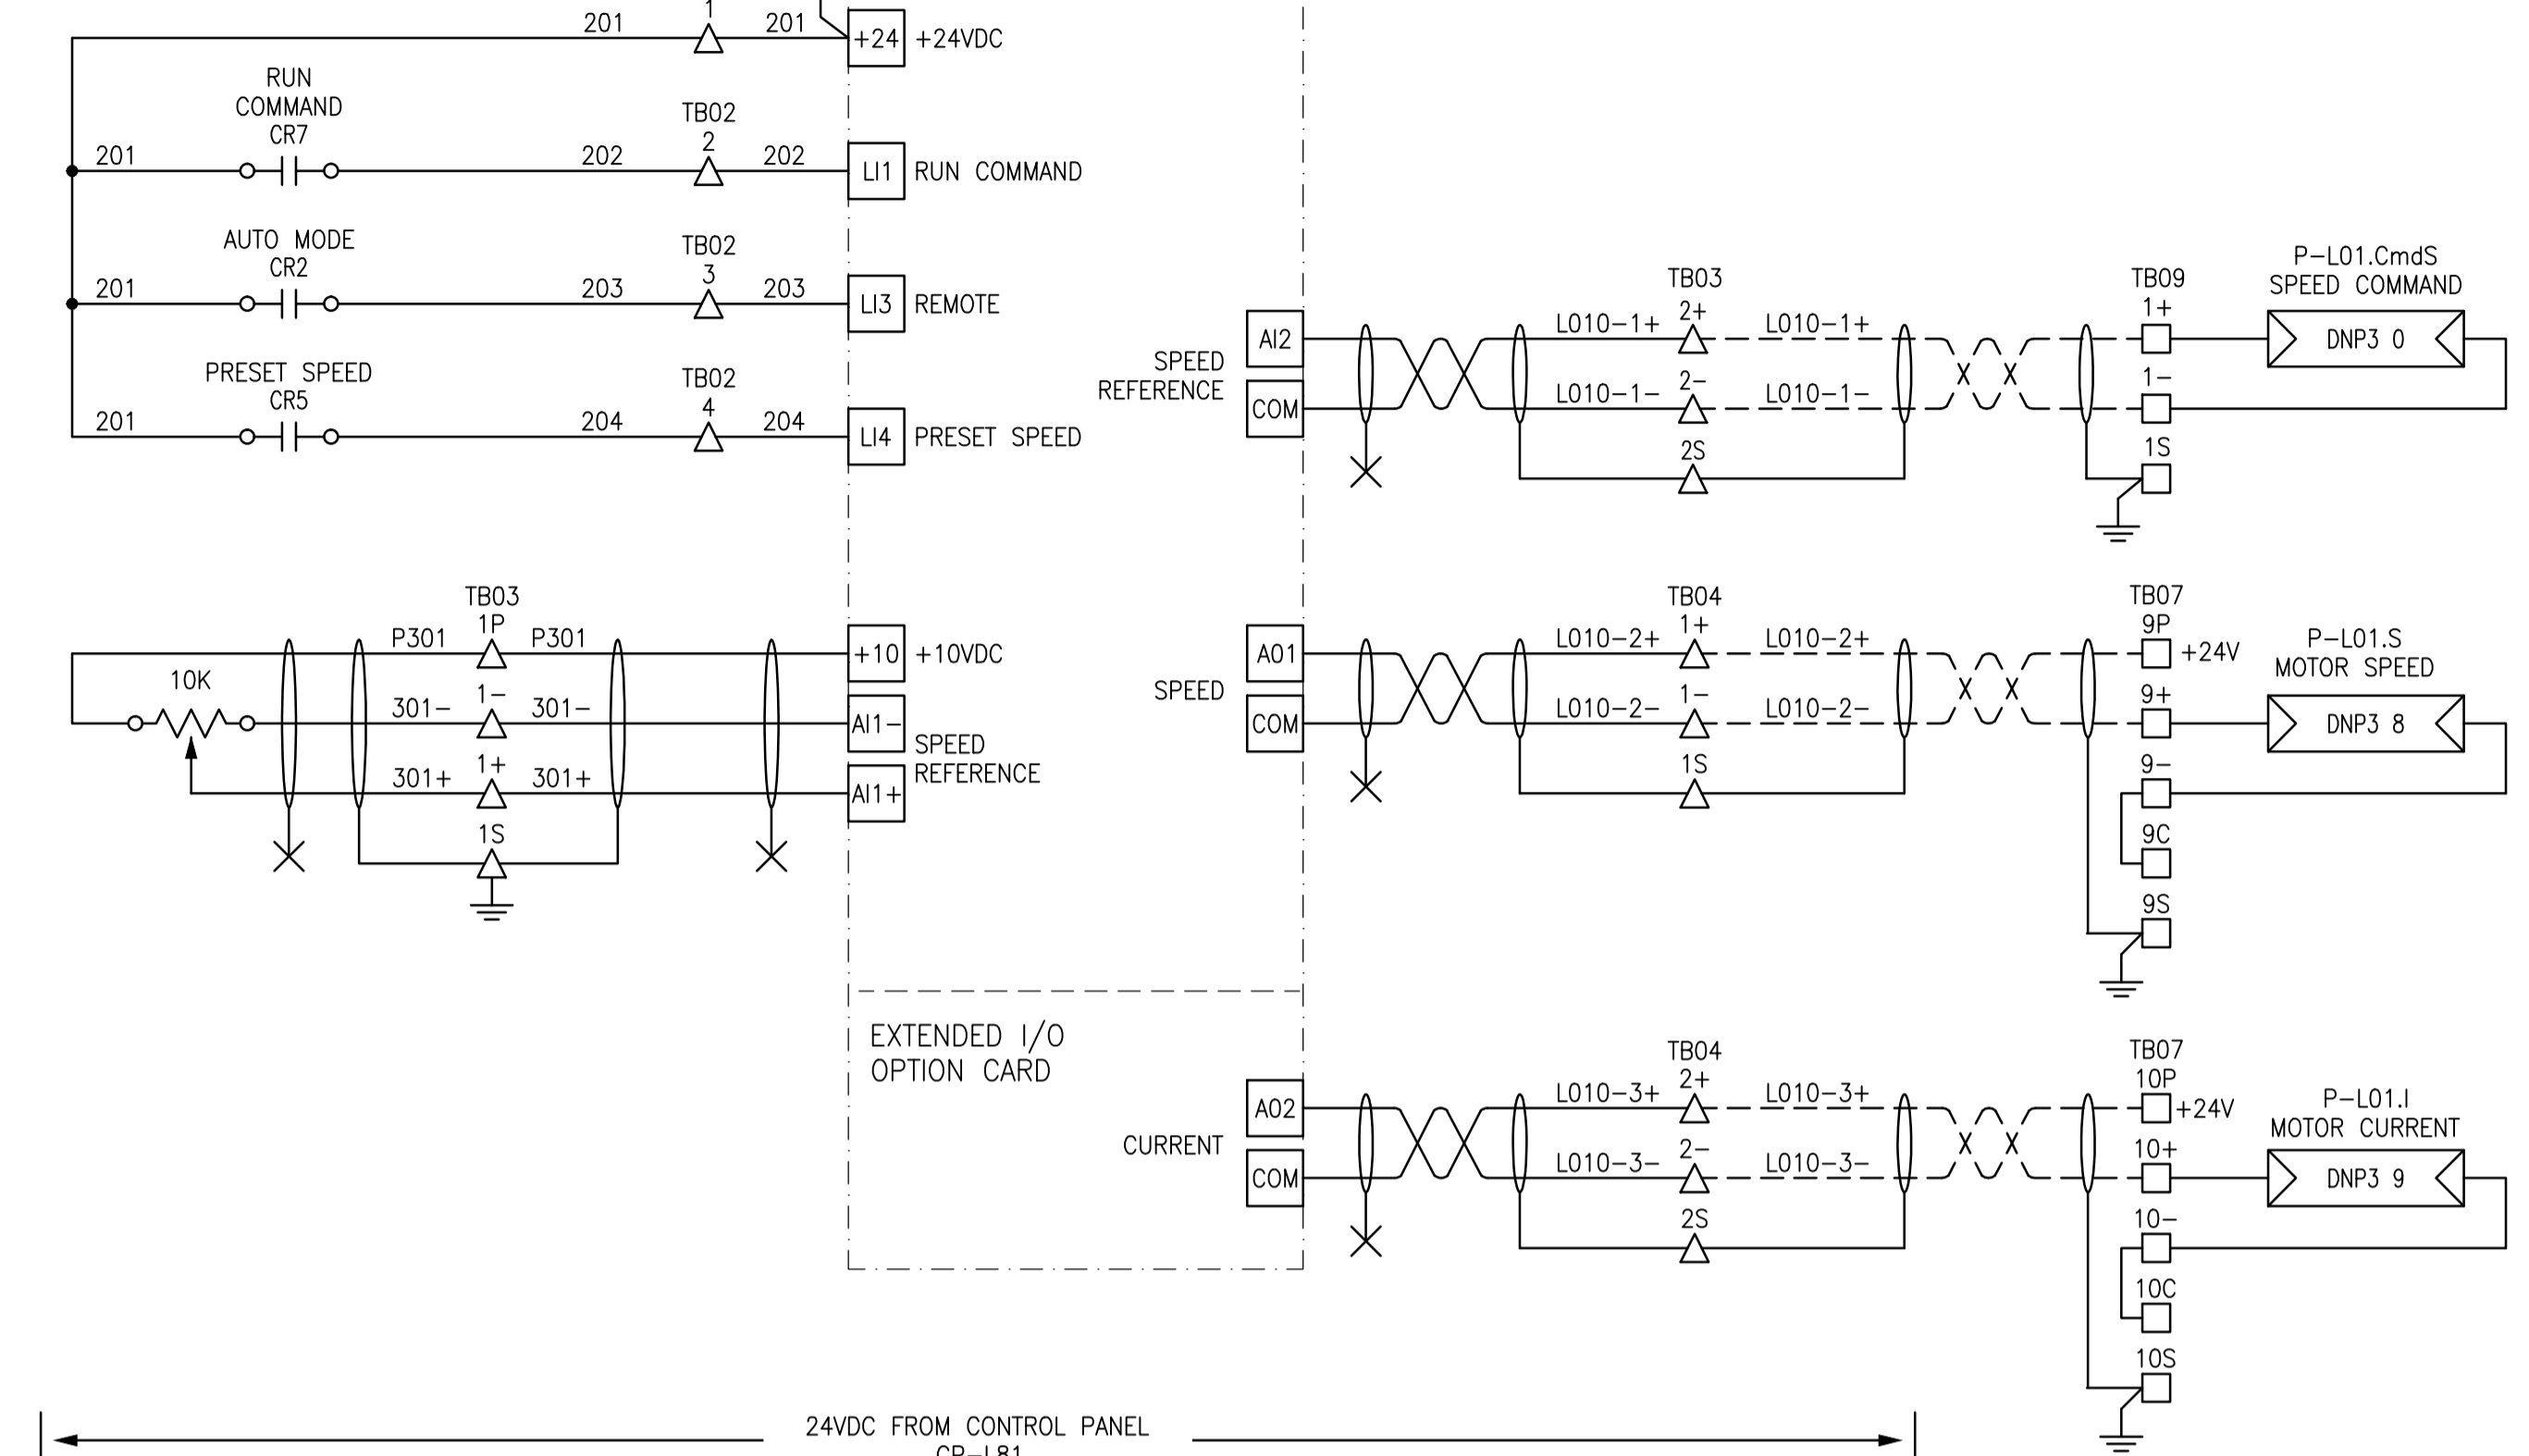 1
201 201 +24 +24VDC
RUN
COMMAND
CR7
TB02
2
201 202 202 LI1 RUN COMMAND
AUTO MODE
CR2
TB02
3
201 203 203 LI3 REMOTE
PRESET SPEED
CR5
TB02
4
201 204 204 LI4 PRESET SPEED
TB03
1P
P301 P301 +10 +10VDC
10K
1-
301- 301- AI1-
SPEED
REFERENCE
1+
301+ 301+ AI1+
1S
EXTENDED I/O
OPTION CARD
SPEED
REFERENCE
AI2
COM
TB03
2+
L010-1+ L010-1+
2-
L010-1- L010-1-
2S
TB09
1+
1-
1S
P-L01.CmdS
SPEED COMMAND
DNP3 0
SPEED
AO1
COM
TB04
1+
L010-2+ L010-2+
1-
L010-2- L010-2-
1S
TB07
9P
+24V
9+
9-
9C
9S
P-L01.S
MOTOR SPEED
DNP3 8
CURRENT
AO2
COM
TB04
2+
L010-3+ L010-3+
2-
L010-3- L010-3-
2S
TB07
10P
+24V
10+
10-
10C
10S
P-L01.I
MOTOR CURRENT
DNP3 9
24VDC FROM CONTROL PANEL